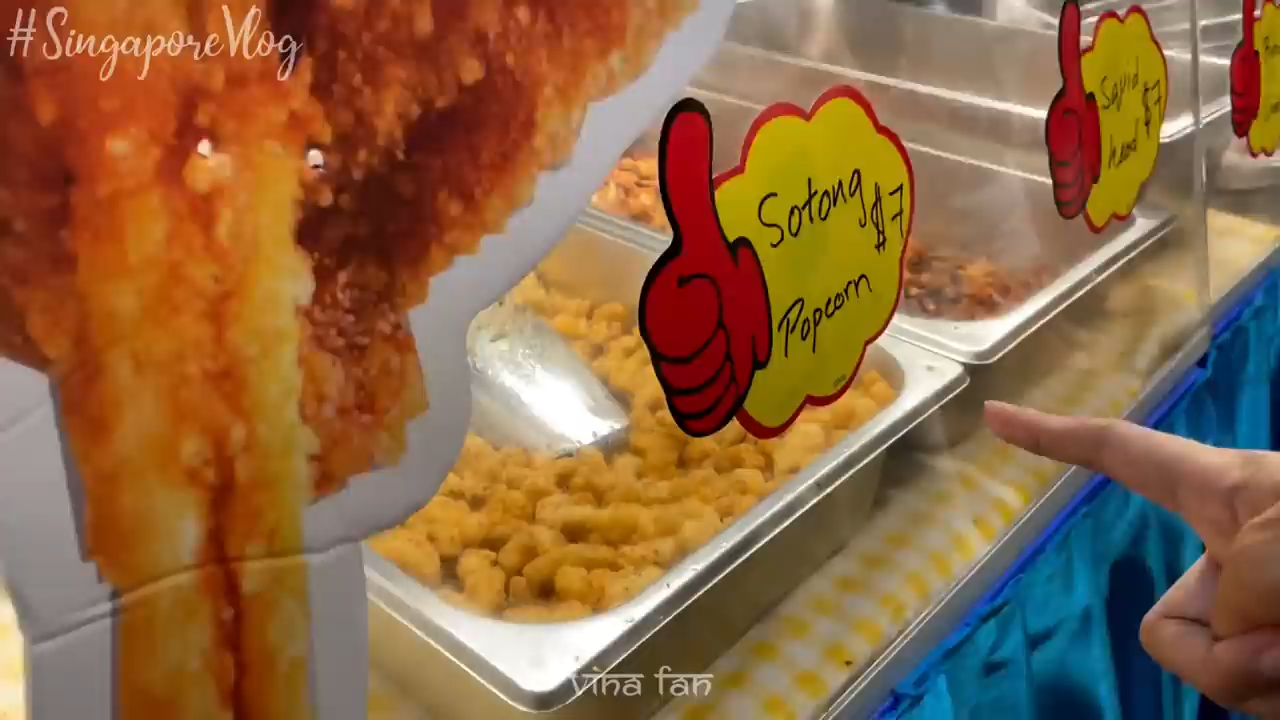 #SingaporeVlog
Sotong
$7
Popcorn
Squid
$7
head
vina fan